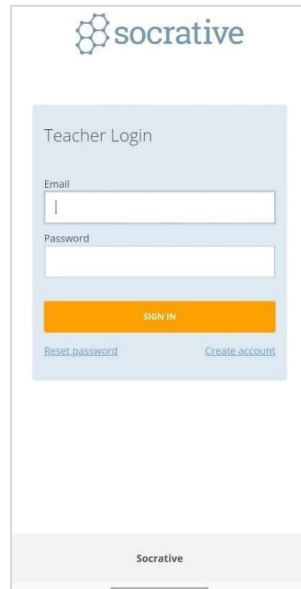 socrative
Teacher Login
Email
Password
SIGN IN
Reset password Create account
Socrative